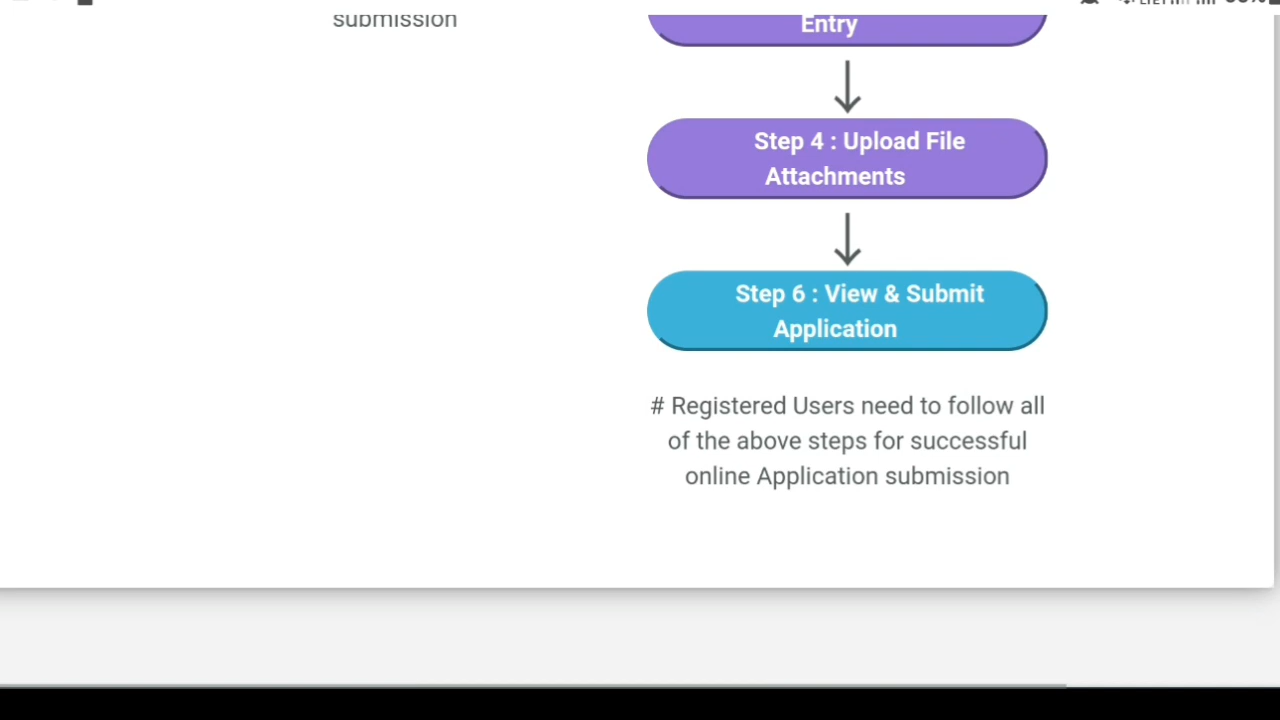 submission
Entry
Step 4 : Upload File
Attachments
Step 6 : View & Submit
Application
# Registered Users need to follow all
of the above steps for successful
online Application submission